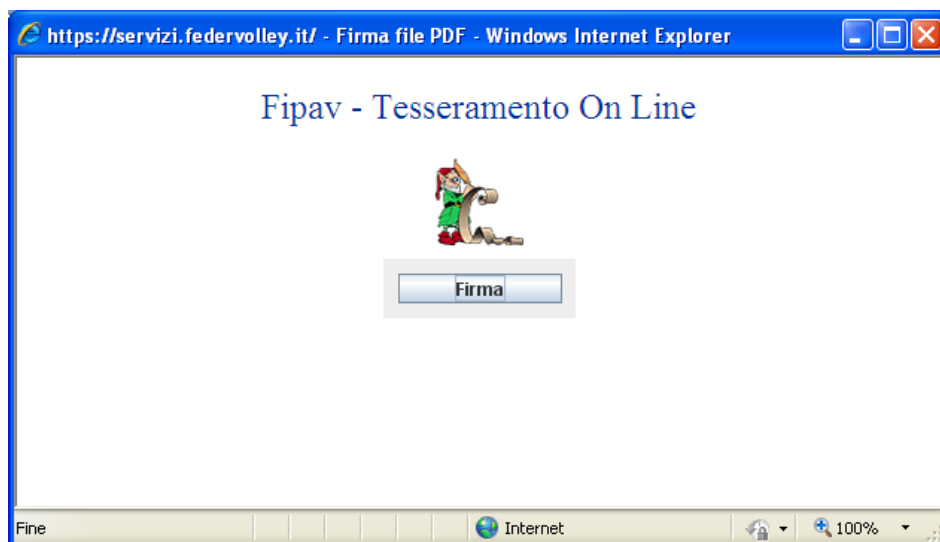 https://servizi.federvolley.it/ - Firma file PDF - Windows Internet Explorer
Fipav - Tesseramento On Line
Firma
Fine
Internet
100%